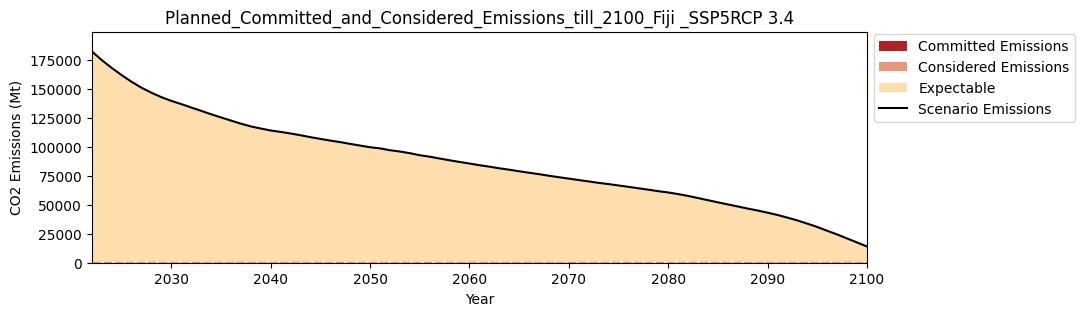 Planned_Committed_and_Considered_Emissions_till_2100_Fiji _SSP5RCP 3.4
CO2 Emissions (Mt)
175000
150000
125000
100000
75000
50000
25000
0
2030 2040 2050 2060 2070 2080 2090 2100
Year
Committed Emissions
Considered Emissions
Expectable
Scenario Emissions